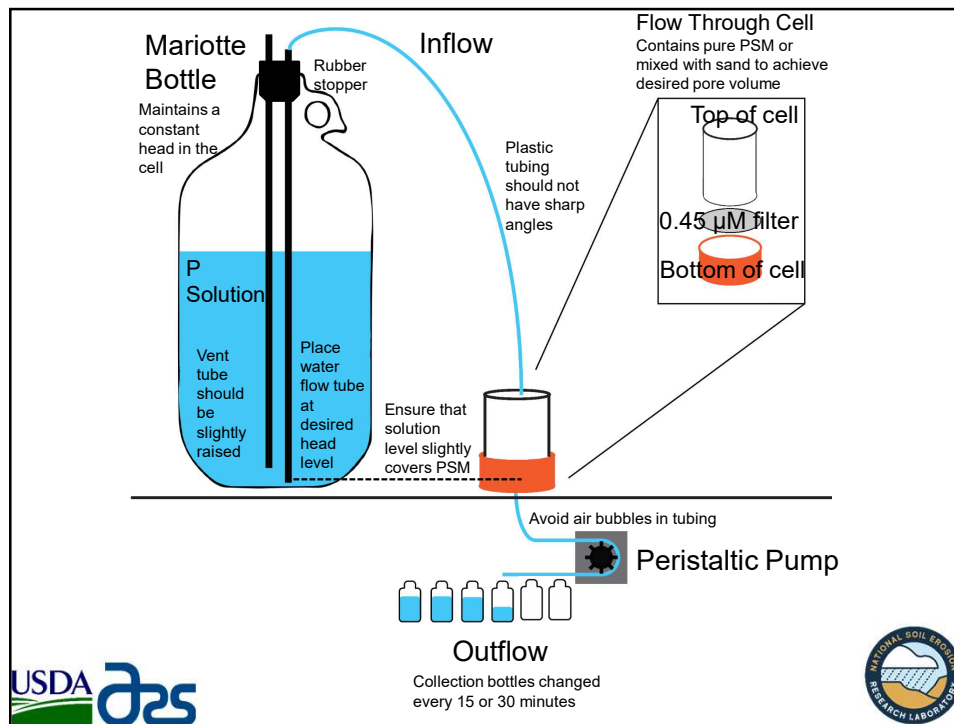 Mariotte
Bottle
Maintains a
constant
head in the
cell
Rubber
stopper
Inflow
Plastic
tubing
should not
have sharp
angles
Flow Through Cell
Contains pure PSM or
mixed with sand to achieve
desired pore volume
Top of cell
0.45 µM filter
Bottom of cell
P
Solution
Vent
tube
should
be
slightly
raised
Place
water
flow tube
at
desired
head
level
Ensure that
solution
level slightly
covers PSM
Avoid air bubbles in tubing
Peristaltic Pump
Outflow
Collection bottles changed
every 15 or 30 minutes
USDA
ars
NATIONAL SOIL EROSION
RESEARCH LABORATORY